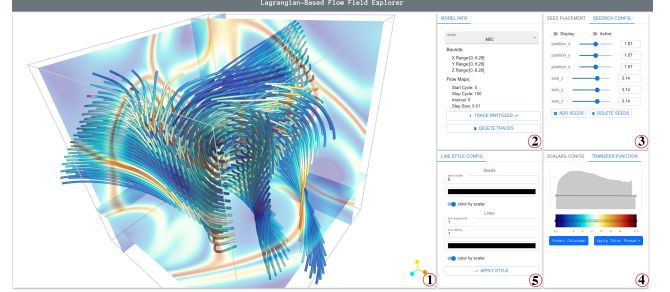 Lagrangian-Based Flow Field Explorer
MODEL INFO
ABC
Bounds:
X Range:[0, 6.28]
Y Range:[0, 6.28]
Z Range:[0, 6.28]
Flow Maps:
Start Cycle: 0
Stop Cycle: 100
Interval: 5
Step Size: 0.01
TRACE PARTICLES
DELETE TRACES
2
SEED PLACEMENT SEEDBOX CONFIG
Display Active
position_x 1.57
position_y 1.57
position_z 1.57
size_x 3.14
size_y 3.14
size_z 3.14
ADD SEEDS DELETE SEEDS
3
LINE STYLE CONFIG
Seeds
5
color by scalar
Lines
1
1
color by scalar
APPLY STYLE
5
SCALARS CONFIG TRANSFER FUNCTION
Invert Colormap Apply Color Preset
4
1